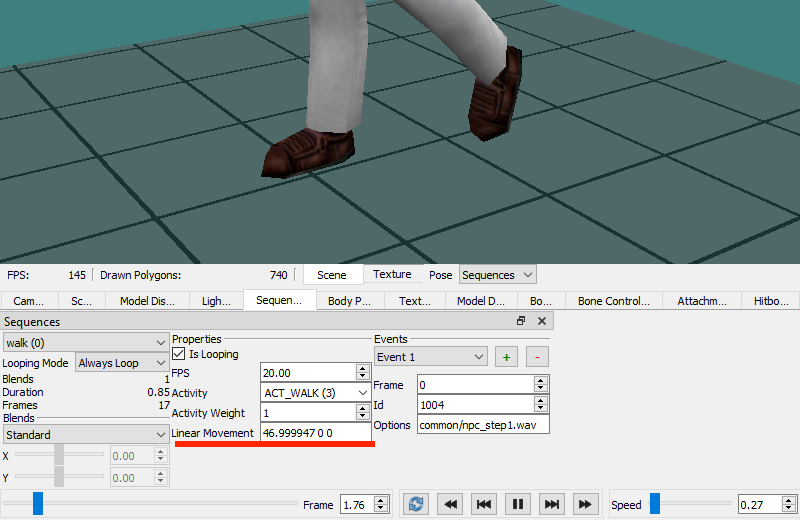 FPS: 145 Drawn Polygons: 740 Scene Texture Pose Sequences
Cam... Sc... Model Dis... Ligh... Sequen... Body P... Text... Model D... Bo... Bone Control... Attachm... Hitbo...
Sequences
walk (0)
Looping Mode Always Loop
Blends 1
Duration 0.85
Frames 17
Blends
Standard
X 0.00
Y 0.00
Properties
Is Looping
FPS 20.00
Activity ACT_WALK (3)
Activity Weight 1
Linear Movement 46.999947 0 0
Events
Event 1 + -
Frame 0
Id 1004
Options common/npc_step1.wav
Frame 1.76 Speed 0.27